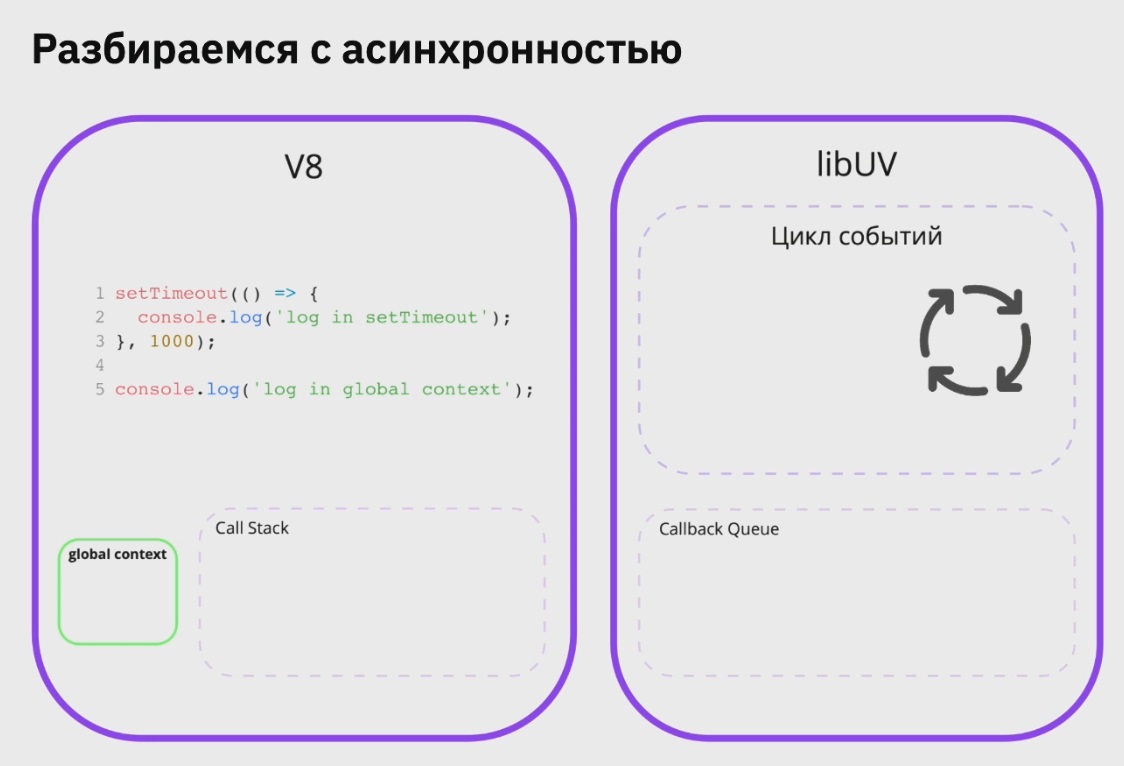 Разбираемся с асинхронностью
V8
1 setTimeout(() => {
2   console.log('log in setTimeout');
3 }, 1000);
4
5 console.log('log in global context');
global context
Call Stack
libUV
Цикл событий
Callback Queue